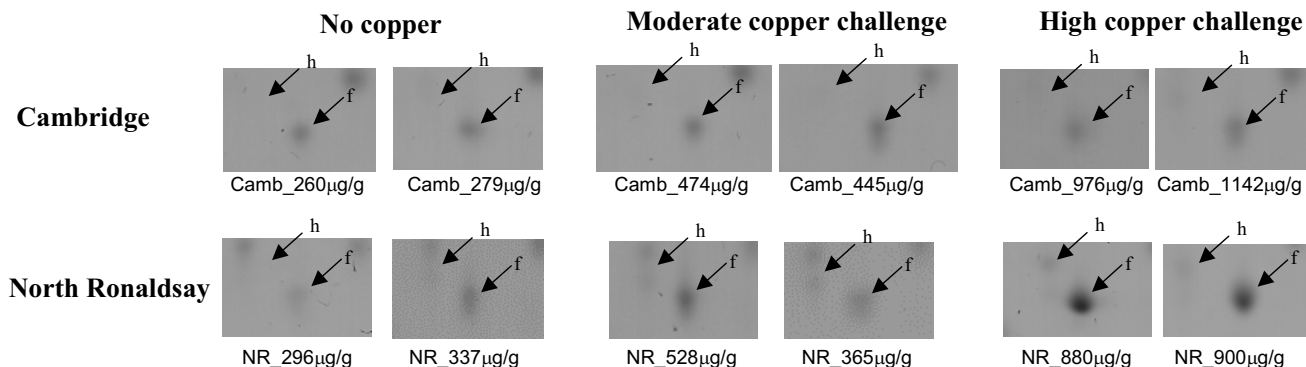 No copper Moderate copper challenge High copper challenge
h h h h h h
Cambridge f f f f f f
Camb_260µg/g Camb_279µg/g Camb_474µg/g Camb_445µg/g Camb_976µg/g Camb_1142µg/g
h h h h h h
North Ronaldsay f f f f f f
NR_296µg/g NR_337µg/g NR_528µg/g NR_365µg/g NR_880µg/g NR_900µg/g